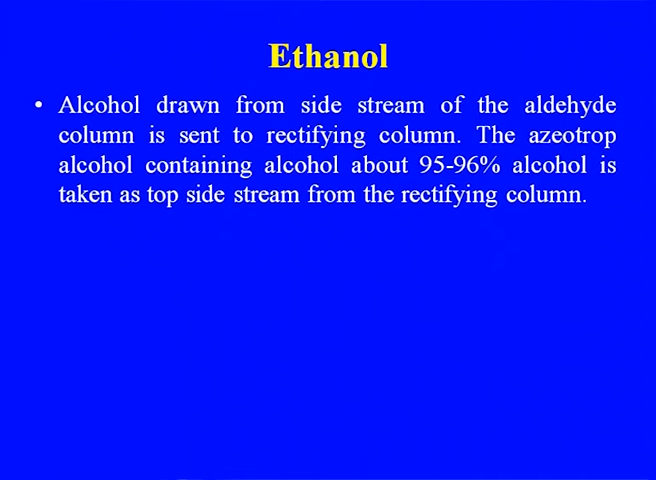 Ethanol
• Alcohol drawn from side stream of the aldehyde
column is sent to rectifying column. The azeotrop
alcohol containing alcohol about 95-96% alcohol is
taken as top side stream from the rectifying column.